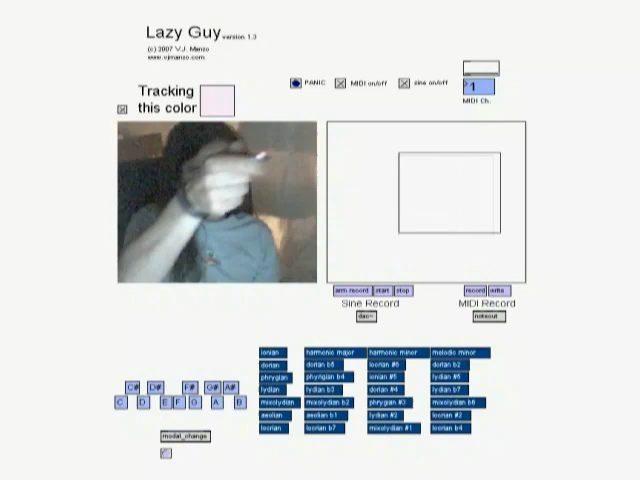 Lazy Guy version 1.3
(c) 2007 V.J. Manzo
www.vjmanzo.com
PANIC MIDI on/off sine on/off
1
MIDI Ch.
Tracking
this color
arm record start stop record write
Sine Record MIDI Record
dac~ noteout
ionian harmonic major harmonic minor melodic minor
dorian dorian b5 locrian #6 dorian b2
phrygian phyrigian b4 ionian #5 lydian #5
lydian lydian b3 dorian #4 lydian b7
mixolydian mixolydian b2 phrygian #3 mixolydian b6
aeolian aeolian b1 lydian #2 locrian #2
locrian locrian b7 mixolydian #1 locrian b4
C# D# F# G# A#
C D E F G A B
modal_change